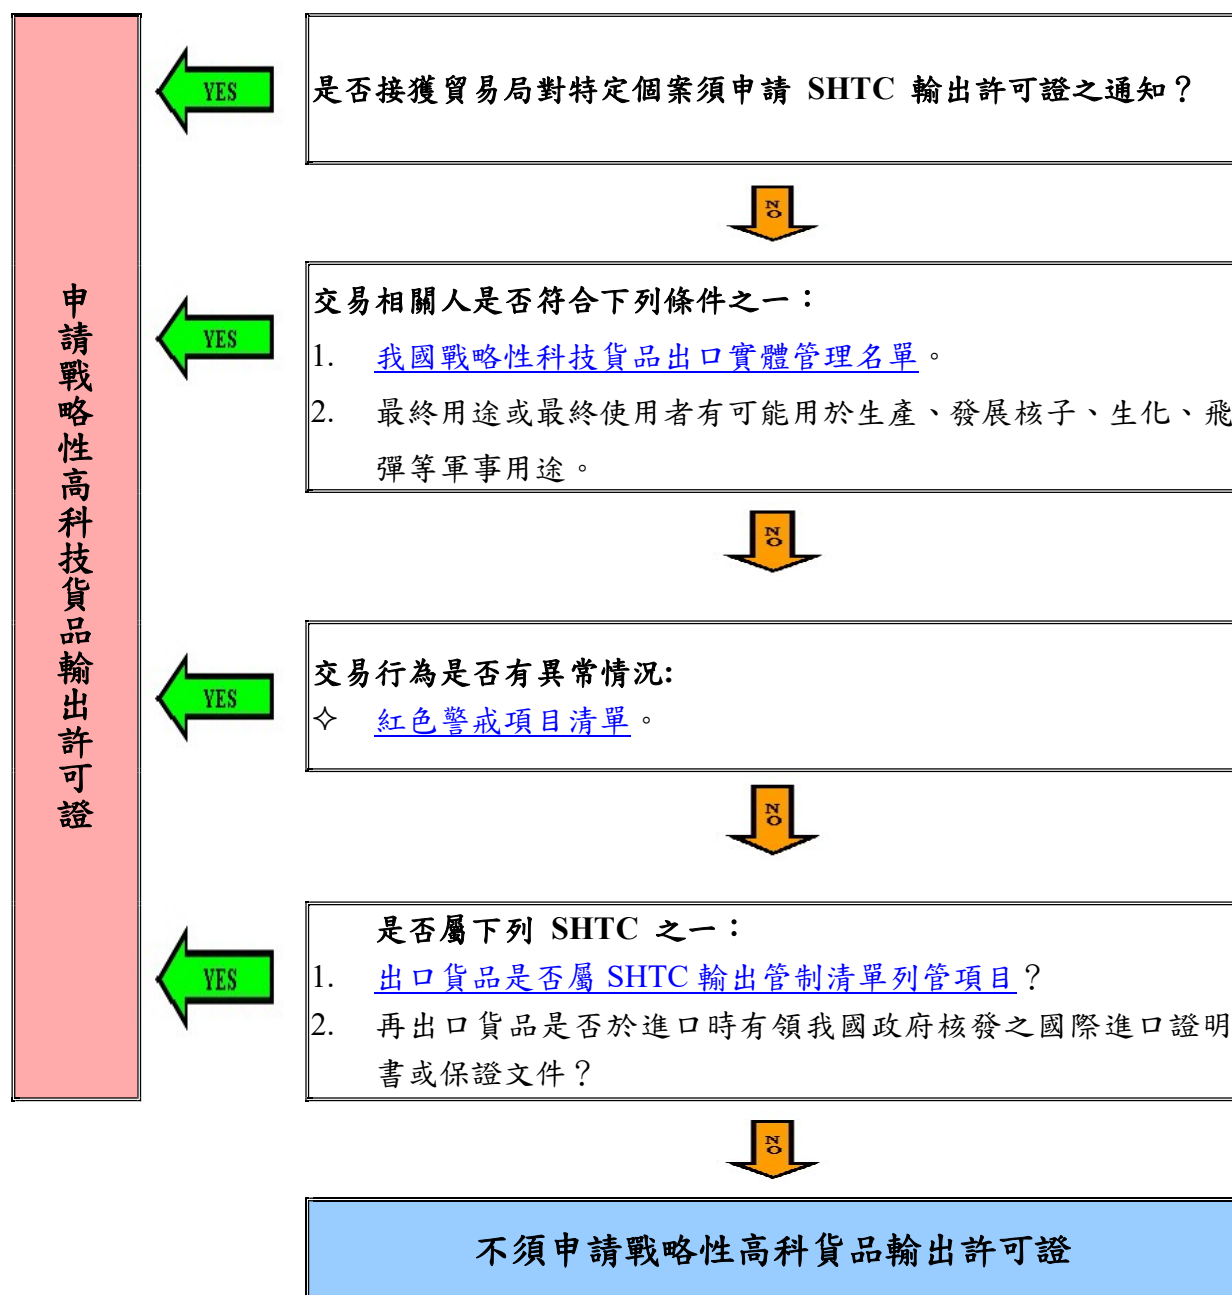 申請戰略性高科技貨品輸出許可證
YES
是否接獲貿易局對特定個案須申請 SHTC 輸出許可證之通知？
NO
YES
交易相關人是否符合下列條件之一：
1. 我國戰略性科技貨品出口實體管理名單。
2. 最終用途或最終使用者有可能用於生產、發展核子、生化、飛
彈等軍事用途。
NO
YES
交易行為是否有異常情況:
✧ 紅色警戒項目清單。
NO
YES
是否屬下列 SHTC 之一：
1. 出口貨品是否屬 SHTC 輸出管制清單列管項目？
2. 再出口貨品是否於進口時有領我國政府核發之國際進口證明
書或保證文件？
NO
不須申請戰略性高科貨品輸出許可證